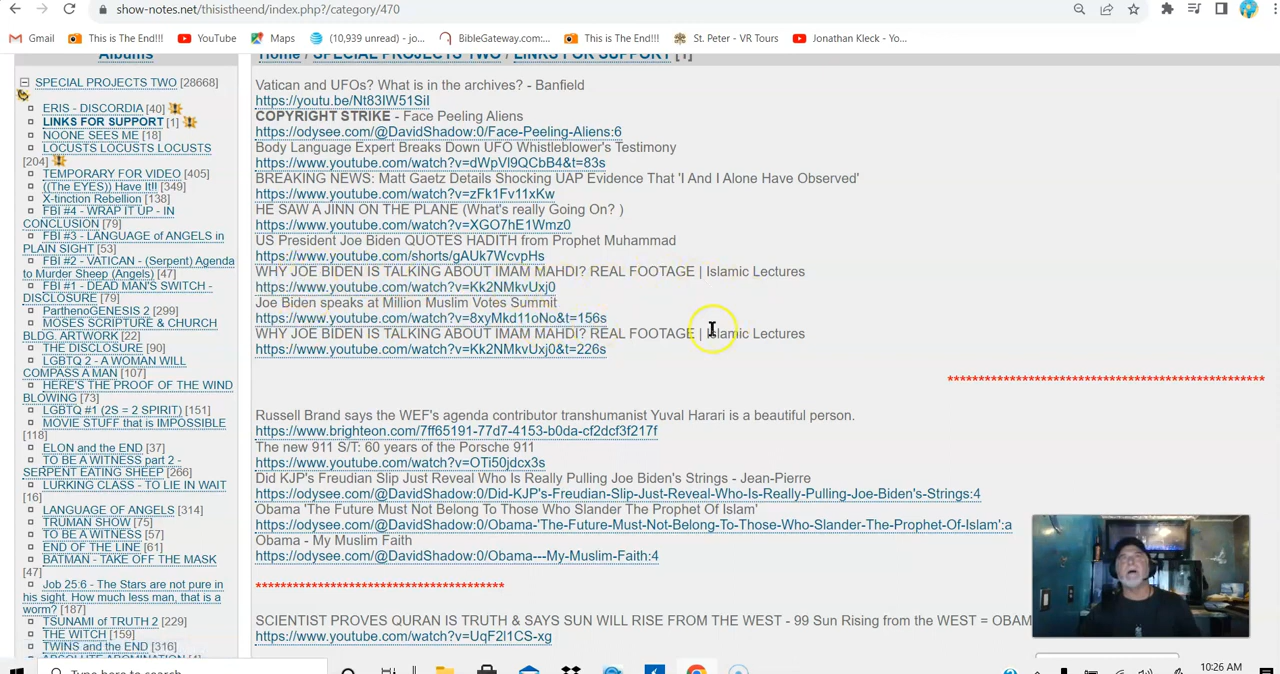 show-notes.net/thisistheend/index.php?/category/470
Gmail
This is The End!!!
YouTube
Maps
(10,939 unread) - jo...
BibleGateway.com:...
This is The End!!!
St. Peter - VR Tours
Jonathan Kleck - Yo...
Albums
SPECIAL PROJECTS TWO [28668]
ERIS - DISCORDIA [40]
LINKS FOR SUPPORT [1]
NOONE SEES ME [18]
LOCUSTS LOCUSTS LOCUSTS
[204]
TEMPORARY FOR VIDEO [405]
((The EYES)) Have It!! [349]
X-tinction Rebellion [138]
FBI #4 - WRAP IT UP - IN
CONCLUSION [79]
FBI #3 - LANGUAGE of ANGELS in
PLAIN SIGHT [53]
FBI #2 - VATICAN - (Serpent) Agenda
to Murder Sheep (Angels) [47]
FBI #1 - DEAD MAN'S SWITCH -
DISCLOSURE [79]
ParthenoGENESIS 2 [299]
MOSES SCRIPTURE & CHURCH
BLDG. ARTWORK [22]
THE DISCLOSURE [90]
LGBTQ 2 - A WOMAN WILL
COMPASS A MAN [107]
HERE'S THE PROOF OF THE WIND
BLOWING [73]
LGBTQ #1 (2S = 2 SPIRIT) [151]
MOVIE STUFF that is IMPOSSIBLE
[118]
ELON and the END [37]
TO BE A WITNESS part 2 -
SERPENT EATING SHEEP [266]
LURKING CLASS - TO LIE IN WAIT
[16]
LANGUAGE OF ANGELS [314]
TRUMAN SHOW [75]
TO BE A WITNESS [57]
END OF THE LINE [61]
BATMAN - TAKE OFF THE MASK
[47]
Job 25:6 - The Stars are not pure in
his sight. How much less man, that is a
worm? [187]
TSUNAMI of TRUTH 2 [229]
THE WITCH [159]
TWINS and the END [316]
ABSOLUTE ABOMINATION [4]
Home / SPECIAL PROJECTS TWO / LINKS FOR SUPPORT [1]
Vatican and UFOs? What is in the archives? - Banfield
https://youtu.be/Nt83IW51SiI
COPYRIGHT STRIKE - Face Peeling Aliens
https://odysee.com/@DavidShadow:0/Face-Peeling-Aliens:6
Body Language Expert Breaks Down UFO Whistleblower's Testimony
https://www.youtube.com/watch?v=dWpVl9QCbB4&t=83s
BREAKING NEWS: Matt Gaetz Details Shocking UAP Evidence That 'I And I Alone Have Observed'
https://www.youtube.com/watch?v=zFk1Fv11xKw
HE SAW A JINN ON THE PLANE (What's really Going On? )
https://www.youtube.com/watch?v=XGO7hE1Wmz0
US President Joe Biden QUOTES HADITH from Prophet Muhammad
https://www.youtube.com/shorts/gAUk7WcvpHs
WHY JOE BIDEN IS TALKING ABOUT IMAM MAHDI? REAL FOOTAGE | Islamic Lectures
https://www.youtube.com/watch?v=Kk2NMkvUxj0
Joe Biden speaks at Million Muslim Votes Summit
https://www.youtube.com/watch?v=8xyMkd11oNo&t=156s
WHY JOE BIDEN IS TALKING ABOUT IMAM MAHDI? REAL FOOTAGE | Islamic Lectures
https://www.youtube.com/watch?v=Kk2NMkvUxj0&t=226s
***************************************************
Russell Brand says the WEF's agenda contributor transhumanist Yuval Harari is a beautiful person.
https://www.brighteon.com/7ff65191-77d7-4153-b0da-cf2dcf3f217f
The new 911 S/T: 60 years of the Porsche 911
https://www.youtube.com/watch?v=OTi50jdcx3s
Did KJP's Freudian Slip Just Reveal Who Is Really Pulling Joe Biden's Strings - Jean-Pierre
https://odysee.com/@DavidShadow:0/Did-KJP's-Freudian-Slip-Just-Reveal-Who-Is-Really-Pulling-Joe-Biden's-Strings:4
Obama 'The Future Must Not Belong To Those Who Slander The Prophet Of Islam'
https://odysee.com/@DavidShadow:0/Obama-'The-Future-Must-Not-Belong-To-Those-Who-Slander-The-Prophet-Of-Islam':a
Obama - My Muslim Faith
https://odysee.com/@DavidShadow:0/Obama---My-Muslim-Faith:4
****************************************
SCIENTIST PROVES QURAN IS TRUTH & SAYS SUN WILL RISE FROM THE WEST - 99 Sun Rising from the WEST = OBAM
https://www.youtube.com/watch?v=UqF2l1CS-xg
Type here to search
10:26 AM